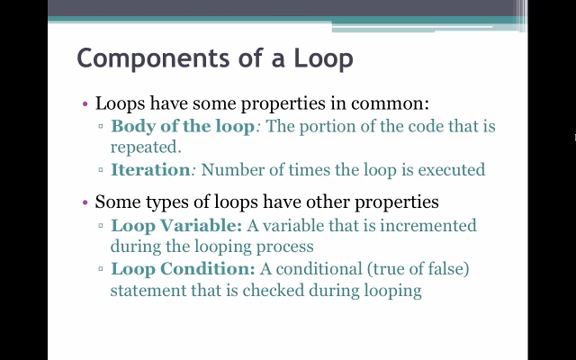 Components of a Loop
• Loops have some properties in common:
▫ Body of the loop: The portion of the code that is
repeated.
▫ Iteration: Number of times the loop is executed
• Some types of loops have other properties
▫ Loop Variable: A variable that is incremented
during the looping process
▫ Loop Condition: A conditional (true of false)
statement that is checked during looping